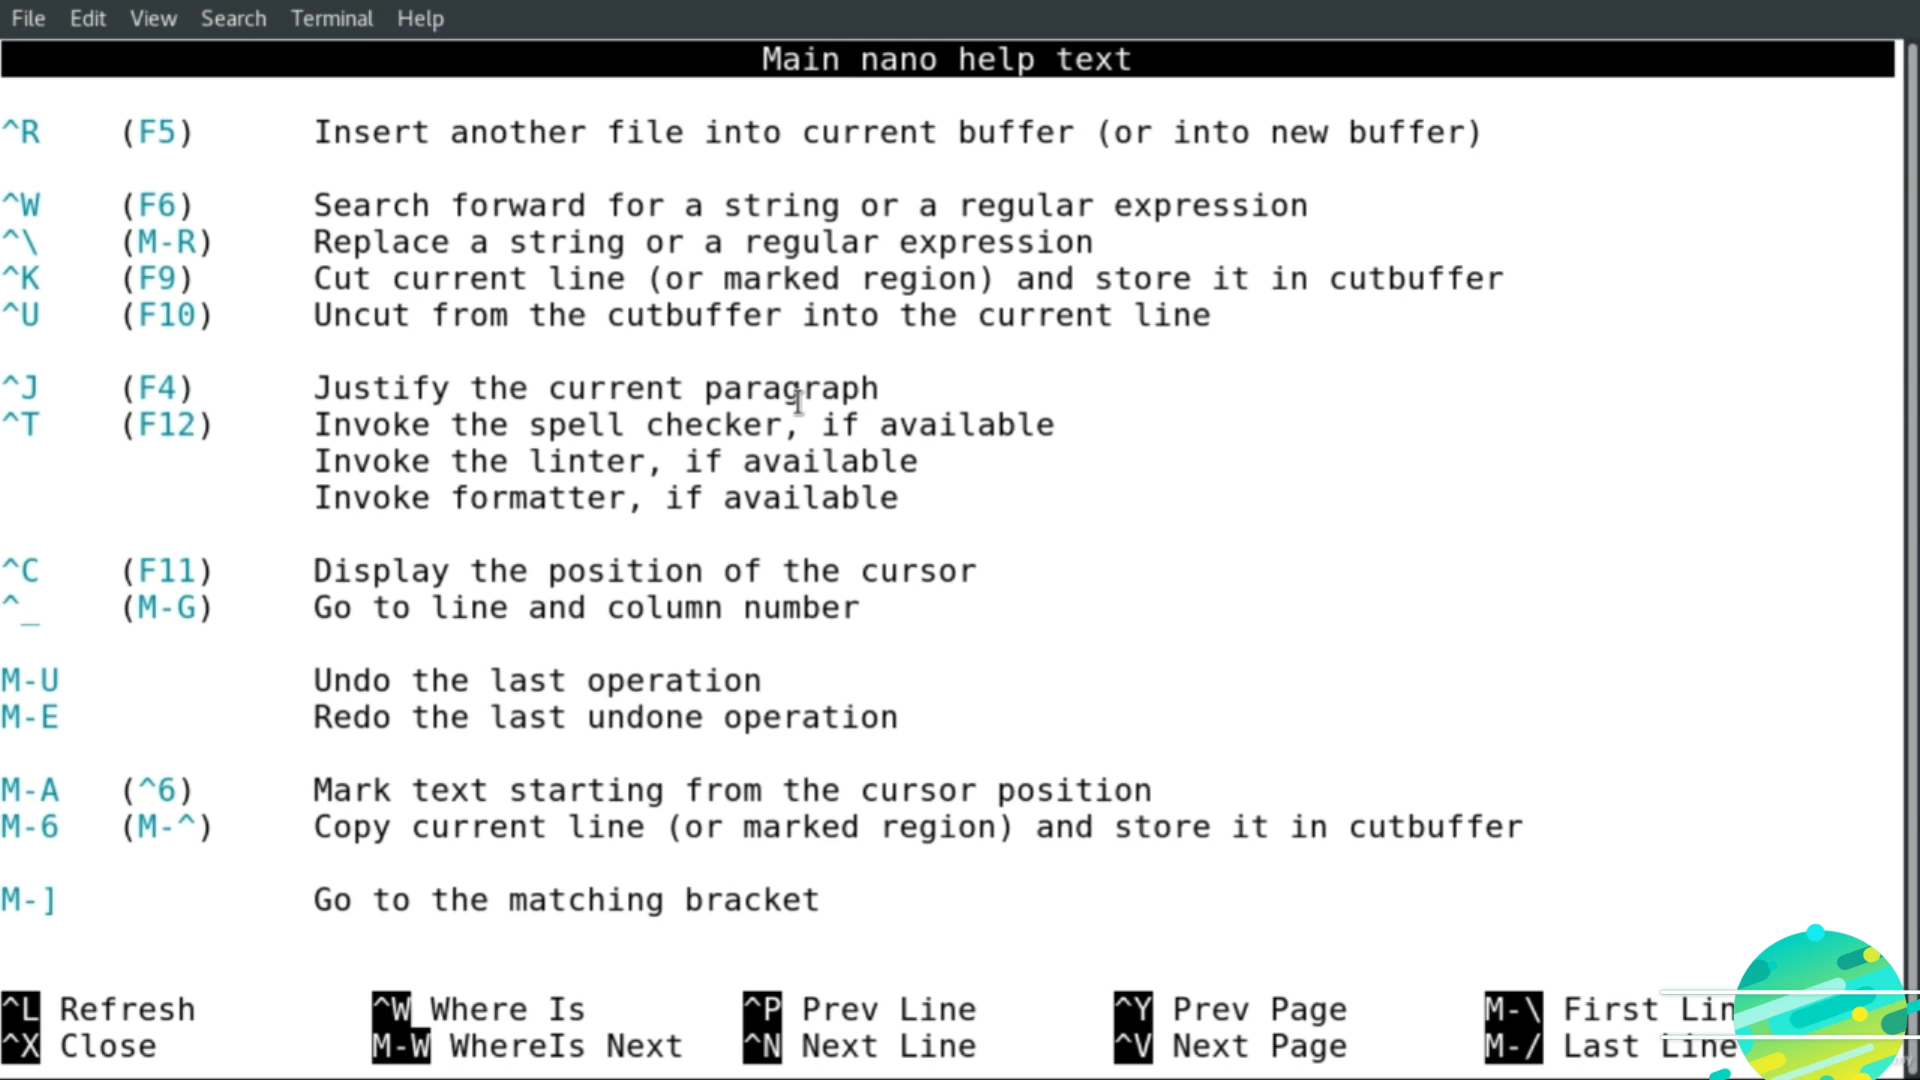 File Edit View Search Terminal Help
Main nano help text
^R (F5) Insert another file into current buffer (or into new buffer)
^W (F6) Search forward for a string or a regular expression
^\ (M-R) Replace a string or a regular expression
^K (F9) Cut current line (or marked region) and store it in cutbuffer
^U (F10) Uncut from the cutbuffer into the current line
^J (F4) Justify the current paragraph
^T (F12) Invoke the spell checker, if available
Invoke the linter, if available
Invoke formatter, if available
^C (F11) Display the position of the cursor
^_ (M-G) Go to line and column number
M-U Undo the last operation
M-E Redo the last undone operation
M-A (^6) Mark text starting from the cursor position
M-6 (M-^) Copy current line (or marked region) and store it in cutbuffer
M-] Go to the matching bracket
^L Refresh ^W Where Is ^P Prev Line ^Y Prev Page M-\ First Lin
^X Close M-W WhereIs Next ^N Next Line ^V Next Page M-/ Last Line